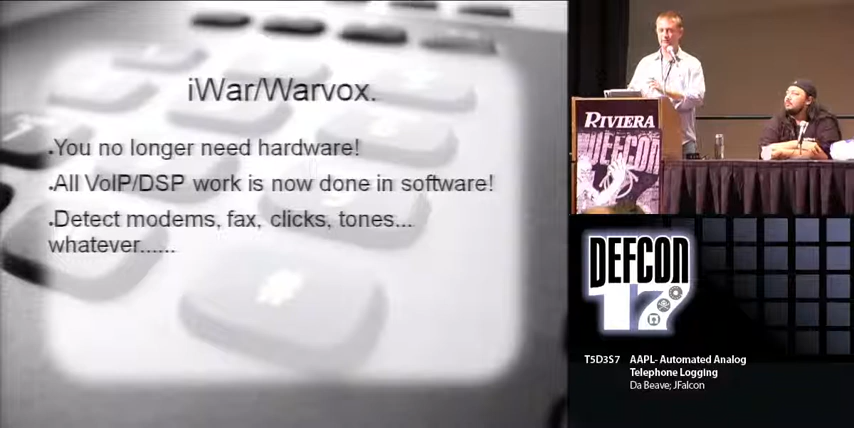 iWar/Warvox.
.You no longer need hardware!
.All VoIP/DSP work is now done in software!
.Detect modems, fax, clicks, tones...
whatever......
RIVIERA
DEFCON
DEFCON
17
T5D3S7 AAPL- Automated Analog
Telephone Logging
Da Beave; JFalcon